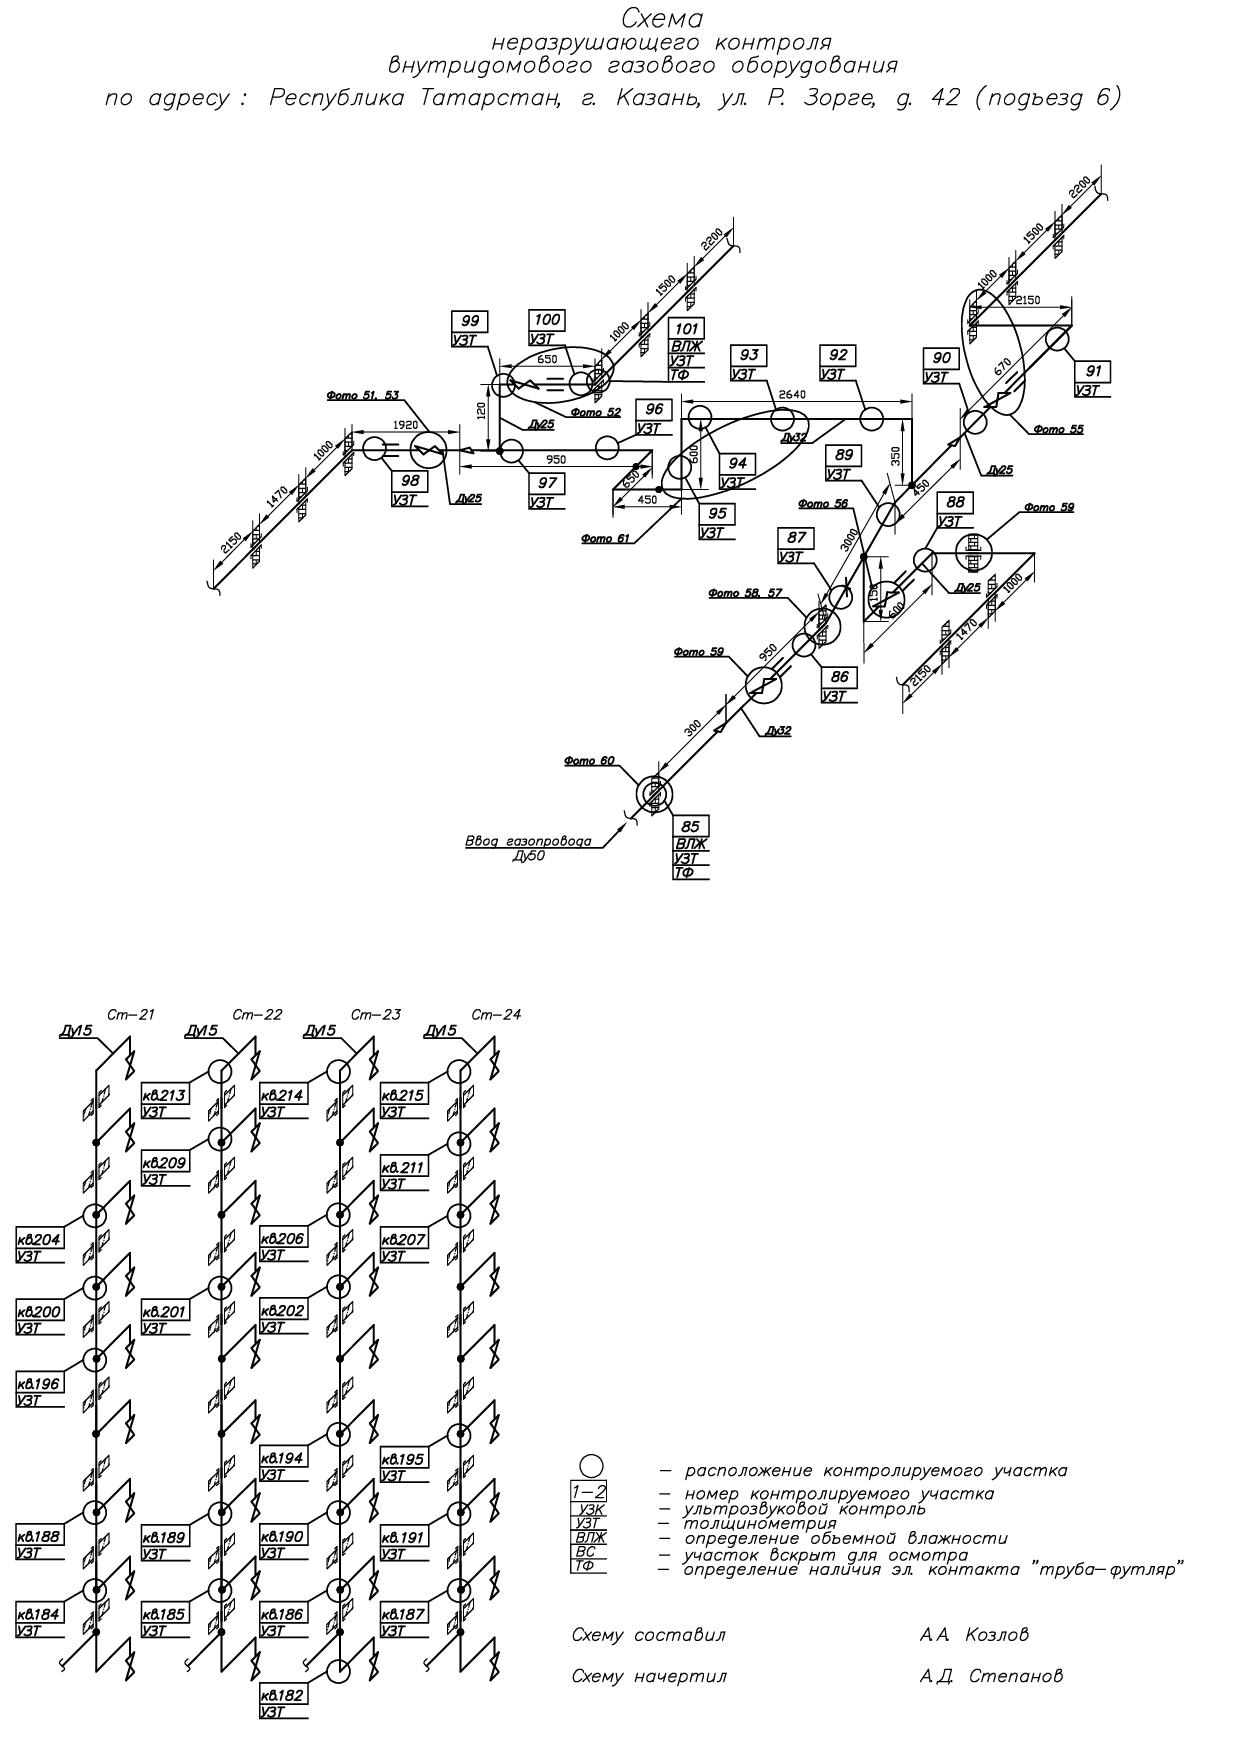 Схема
неразрушающего контроля
внутридомового газового оборудования
по адресу : Республика Татарстан, г. Казань, ул. Р. Зорге, д. 42 (подъезд 6)
2200
1500
1000
2150
670
90
УЗТ
91
УЗТ
Фото 55
Ду25
2200
1500
1000
99
УЗТ
100
УЗТ
101
ВЛЖ
УЗТ
ТФ
650
120
Фото 52
Ду25
Фото 51, 53
1920
1000
1470
2150
98
УЗТ
Ду25
97
УЗТ
950
96
УЗТ
650
450
Фото 61
93
УЗТ
92
УЗТ
2640
Ду32
600
94
УЗТ
95
УЗТ
350
450
89
УЗТ
88
УЗТ
Фото 56
Фото 59
87
УЗТ
3000
150
600
Ду25
1000
1470
2150
Фото 58, 57
Фото 59
950
86
УЗТ
300
Ду32
Фото 60
85
ВЛЖ
УЗТ
ТФ
Ввод газопровода
Ду50
Ст-21 Ст-22 Ст-23 Ст-24
Ду15 Ду15 Ду15 Ду15
кв.213 кв.214 кв.215
УЗТ УЗТ УЗТ
кв.209 кв.211
УЗТ УЗТ
кв.204 кв.206 кв.207
УЗТ УЗТ УЗТ
кв.200 кв.201 кв.202
УЗТ УЗТ УЗТ
кв.196
УЗТ
кв.194 кв.195
УЗТ УЗТ
кв.188 кв.189 кв.190 кв.191
УЗТ УЗТ УЗТ УЗТ
кв.184 кв.185 кв.186 кв.187
УЗТ УЗТ УЗТ УЗТ
кв.182
УЗТ
– расположение контролируемого участка
1-2 – номер контролируемого участка
УЗК – ультрозвуковой контроль
УЗТ – толщинометрия
ВЛЖ – определение объемной влажности
ВС – участок вскрыт для осмотра
ТФ – определение наличия эл. контакта "труба-футляр"
Схему составил А.А. Козлов
Схему начертил А.Д. Степанов